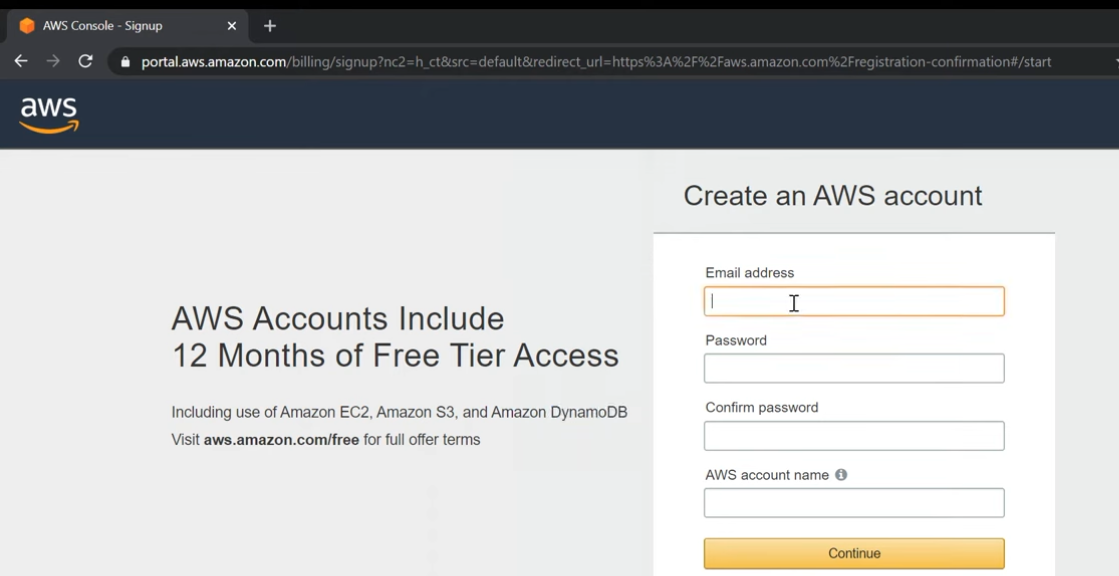 AWS Console - Signup
portal.aws.amazon.com/billing/signup?nc2=h_ct&src=default&redirect_url=https%3A%2F%2Faws.amazon.com%2Fregistration-confirmation#/start
aws
Create an AWS account
Email address
Password
Confirm password
AWS account name
Continue
AWS Accounts Include
12 Months of Free Tier Access
Including use of Amazon EC2, Amazon S3, and Amazon DynamoDB
Visit aws.amazon.com/free for full offer terms